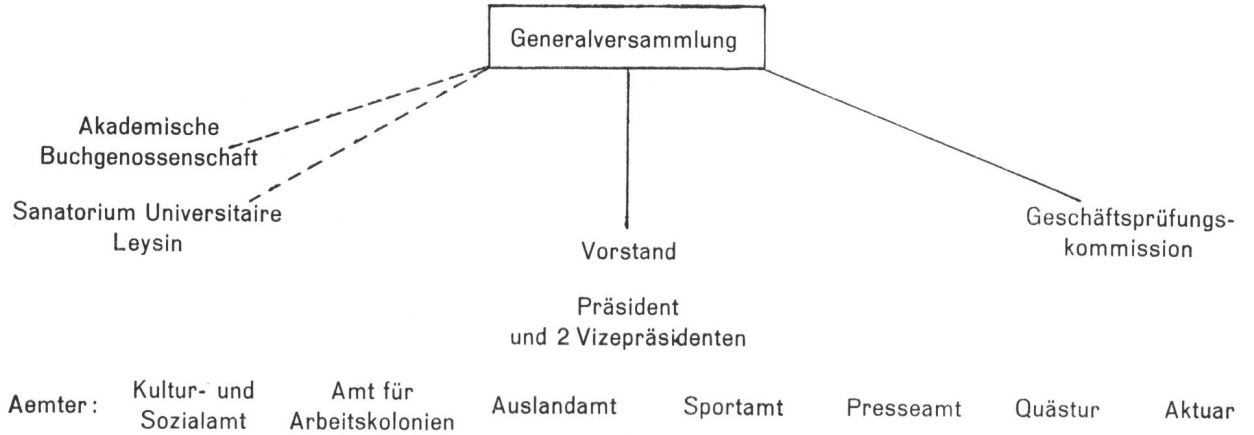 Generalversammlung
Akademische
Buchgenossenschaft
Sanatorium Universitaire
Leysin
Geschäftsprüfungs-
kommission
Vorstand
Präsident
und 2 Vizepräsidenten
Aemter:
Kultur- und
Sozialamt
Amt für
Arbeitskolonien
Auslandamt
Sportamt
Presseamt
Quästur
Aktuar